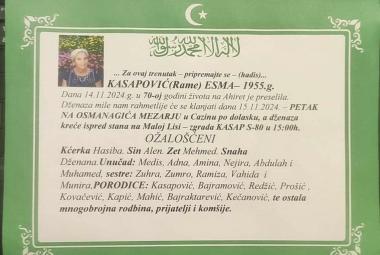 لا اله الا الله محمد رسول الله
... Za ovaj trenutak – pripremajte se – (hadis)...
KASAPOVIĆ(Rame) ESMA– 1955.g.
Dana 14.11.2024.g. u 70-oj godini života na Ahiret je preselila.
Dženaza mile nam rahmetlije će se klanjati dana 15.11.2024. – PETAK
NA OSMANAGIĆA MEZARJU u Cazinu po dolasku, a dženaza
kreće ispred stana na Maloj Lisi – zgrada KASAP S-80 u 15:00h.
OŽALOŠĆENI
Kćerka Hasiba. Sin Alen. Zet Mehmed. Snaha
Dženana.Unučad: Medis, Adna, Amina, Nejira, Abdulah i
Muhamed, sestre: Zuhra, Zumro, Ramiza, Vahida i
Munira,PORODICE: Kasapović, Bajramović, Redžić, Prošić ,
Kovačević, Kapić, Mahić, Bajraktarević, Kečanović, te ostala
mnogobrojna rodbina, prijatelji i komšije.